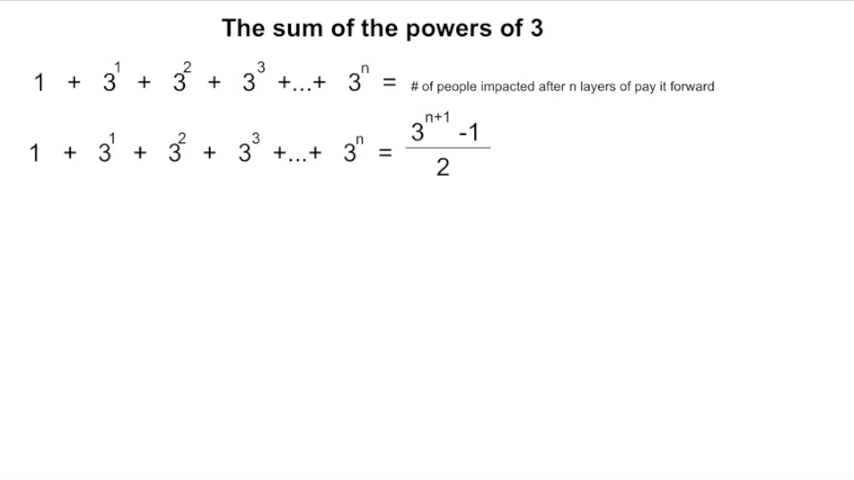 The sum of the powers of 3
1 + 3¹ + 3² + 3³ +...+ 3ⁿ = # of people impacted after n layers of pay it forward
1 + 3¹ + 3² + 3³ +...+ 3ⁿ = (3ⁿ⁺¹ -1)/2